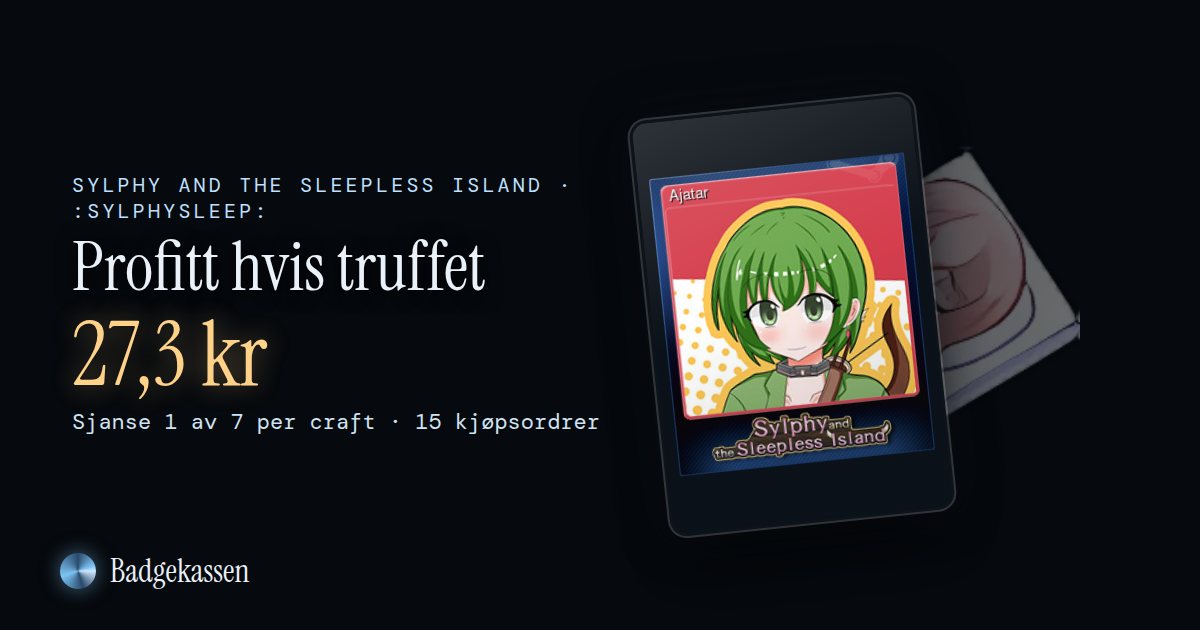 SYLPHY AND THE SLEEPLESS ISLAND ·
:SYLPHYSLEEP:
Profitt hvis truffet
27,3 kr
Sjanse 1 av 7 per craft · 15 kjøpsordrer
Ajatar
Sylphy and
the Sleepless Island
Badgekassen